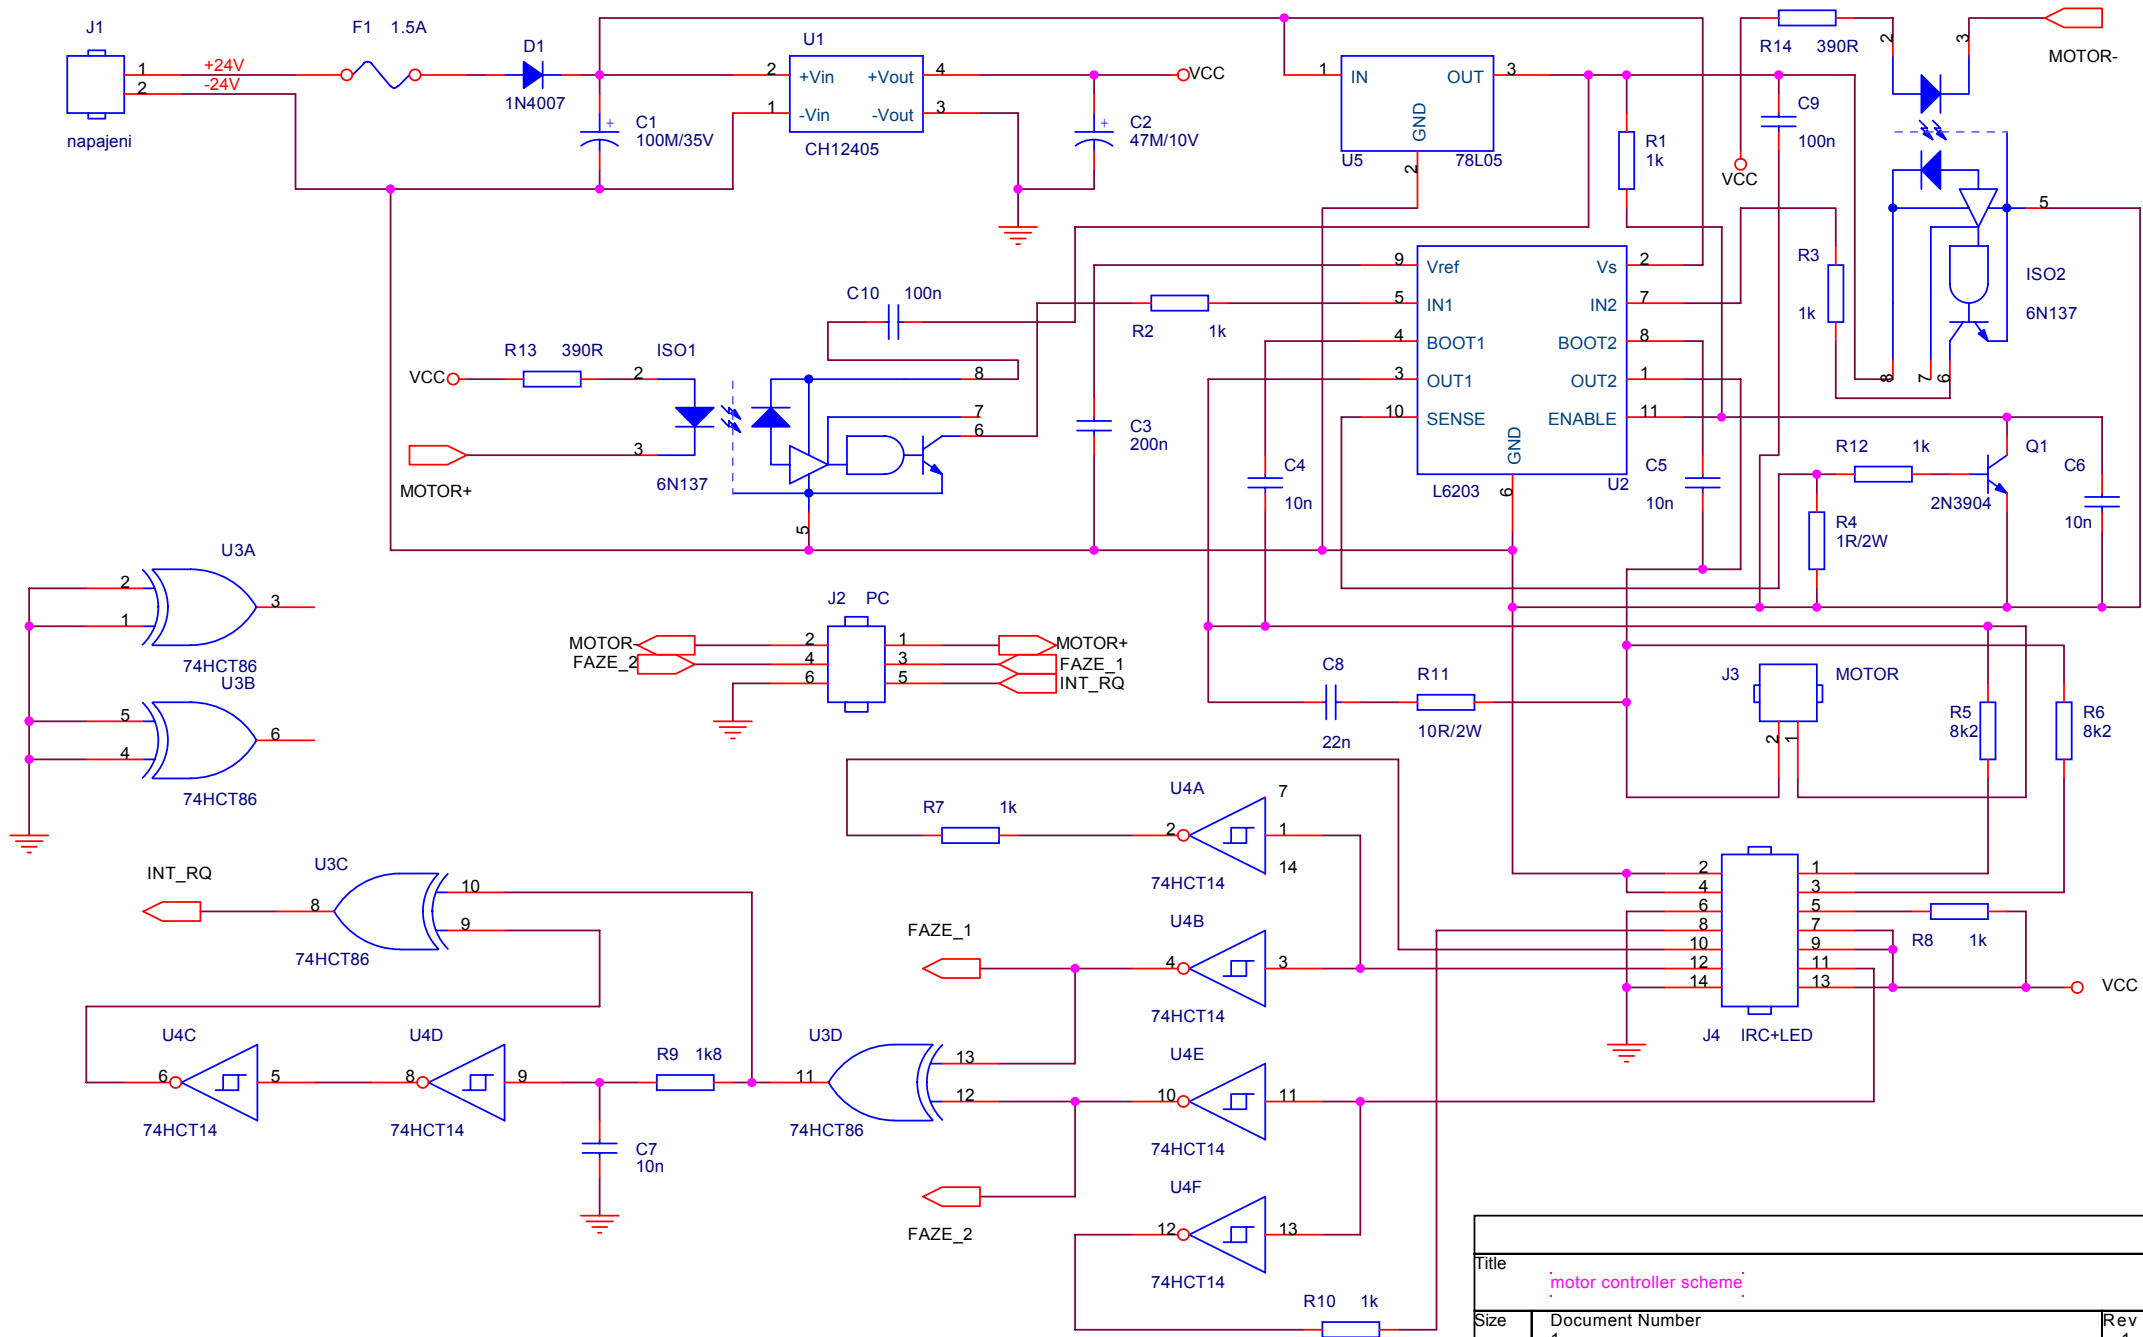 J1
1
2
+24V
-24V
napajeni
F1 1.5A
D1
1N4007
C1
100M/35V
U1
2
+Vin
+Vout
4
1
-Vin
-Vout
3
CH12405
C2
47M/10V
VCC
1
IN
OUT
3
GND
2
U5
78L05
R1
1k
C9
100n
R14 390R
VCC
2
3
MOTOR-
5
ISO2
6N137
8
7
6
R3
1k
9
Vref
Vs
2
5
IN1
IN2
7
4
BOOT1
BOOT2
8
3
OUT1
OUT2
1
10
SENSE
ENABLE
11
GND
6
L6203
U2
C10 100n
R2 1k
R13 390R
VCC
ISO1
2
3
MOTOR+
6N137
8
7
6
5
C3
200n
C4
10n
C5
10n
R12 1k
Q1
2N3904
C6
10n
R4
1R/2W
U3A
2
1
3
74HCT86
U3B
5
4
6
74HCT86
J2 PC
MOTOR-
2
1
MOTOR+
FAZE_2
4
3
FAZE_1
6
5
INT_RQ
C8
22n
R11
10R/2W
J3
MOTOR
2
1
R5
8k2
R6
8k2
R7 1k
U4A
7
2
1
14
74HCT14
INT_RQ
U3C
8
10
9
74HCT86
FAZE_1
U4B
4
3
74HCT14
2
1
4
3
6
5
8
7
10
9
12
11
14
13
R8 1k
VCC
J4 IRC+LED
U4C
6
5
74HCT14
U4D
8
9
74HCT14
R9 1k8
C7
10n
U3D
11
13
12
74HCT86
U4E
10
11
74HCT14
FAZE_2
U4F
12
13
74HCT14
R10 1k
Title
motor controller scheme
Size
Document Number
Rev